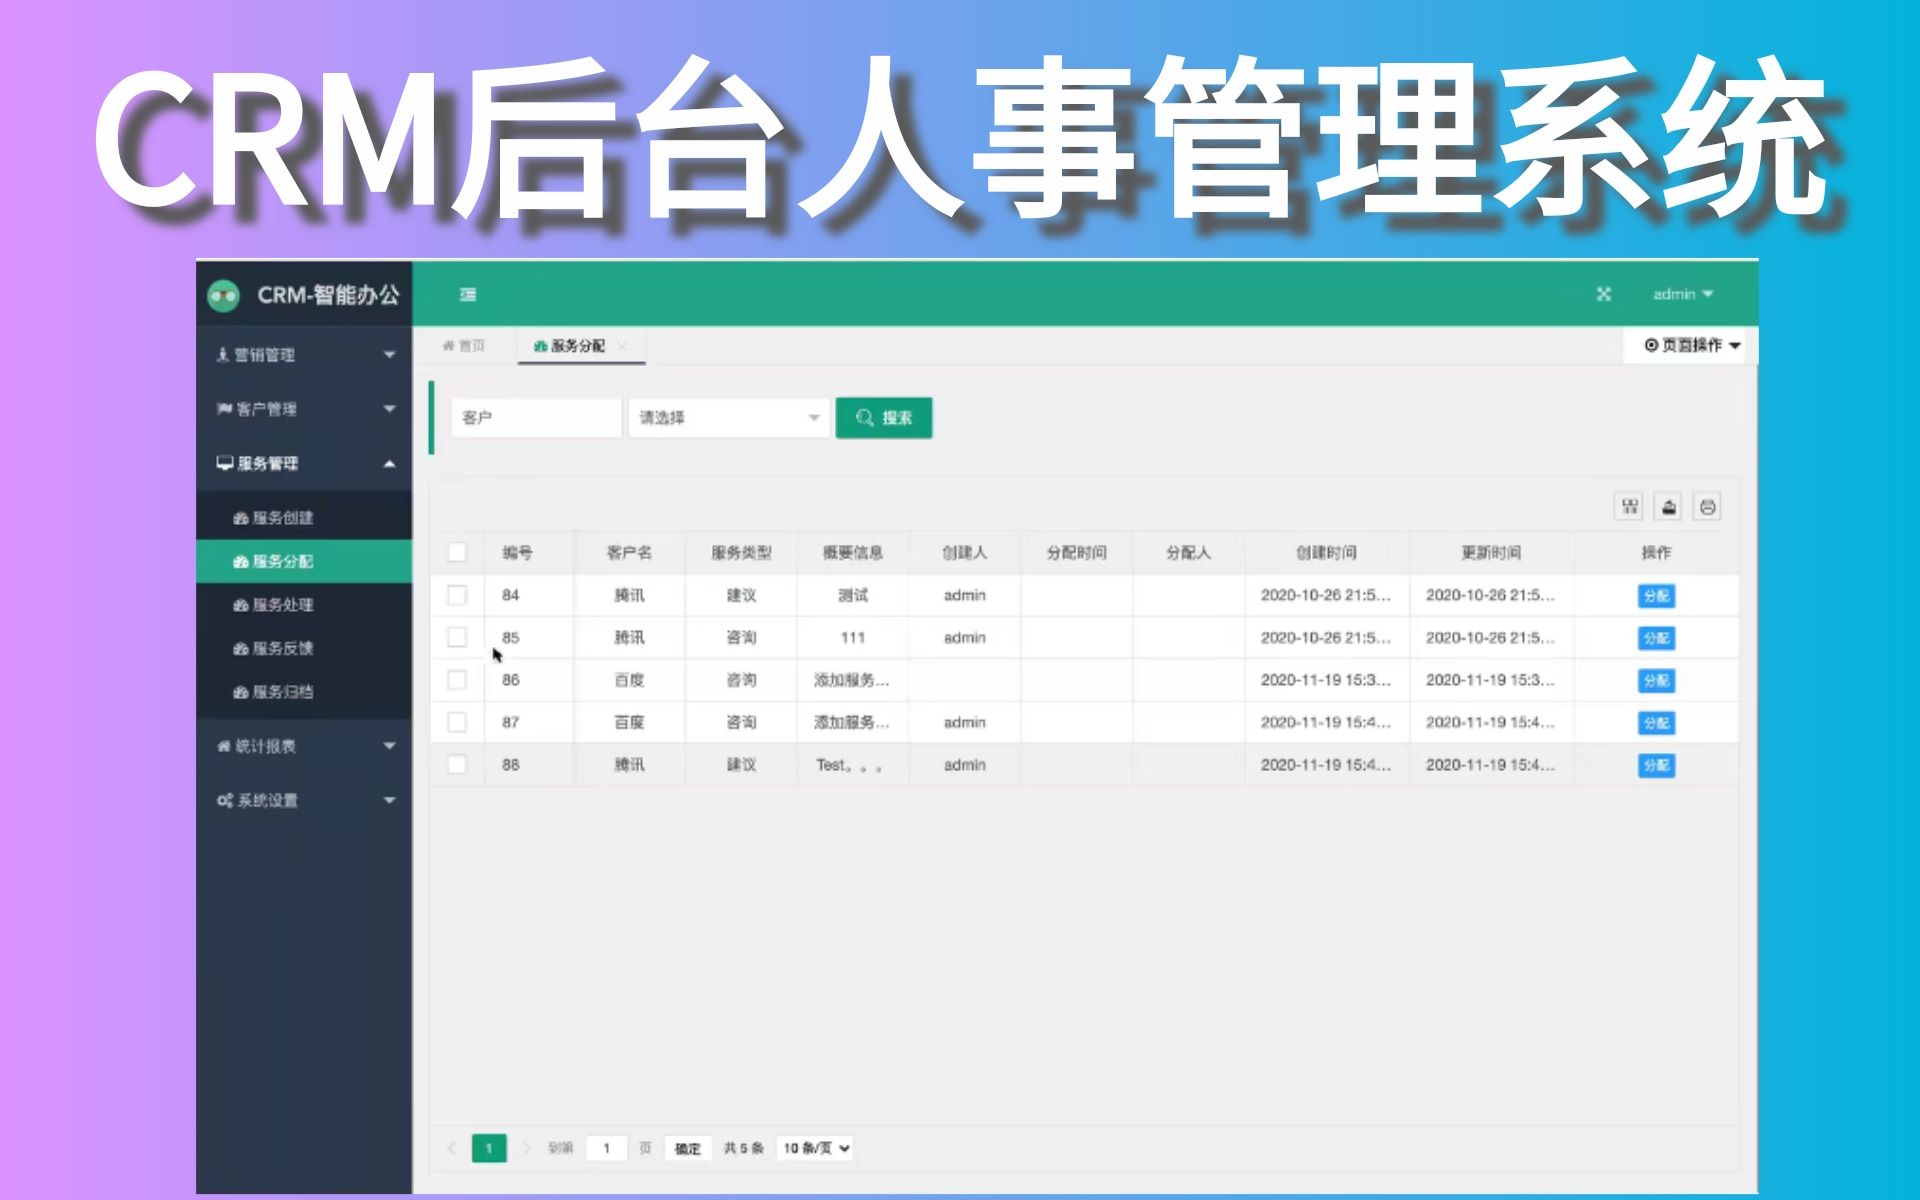 CRM后台人事管理系统
CRM-智能办公
admin
营销管理
客户管理
服务管理
服务创建
服务分配
服务处理
服务反馈
服务归档
统计报表
系统设置
首页 服务分配 页面操作
客户 请选择 搜索
编号 客户名 服务类型 概要信息 创建人 分配时间 分配人 创建时间 更新时间 操作
84 腾讯 建议 测试 admin 2020-10-26 21:5... 2020-10-26 21:5... 分配
85 腾讯 咨询 111 admin 2020-10-26 21:5... 2020-10-26 21:5... 分配
86 百度 咨询 添加服务... 2020-11-19 15:3... 2020-11-19 15:3... 分配
87 百度 咨询 添加服务... admin 2020-11-19 15:4... 2020-11-19 15:4... 分配
88 腾讯 建议 Test。。。 admin 2020-11-19 15:4... 2020-11-19 15:4... 分配
1 到第 1 页 确定 共 5 条 10 条/页